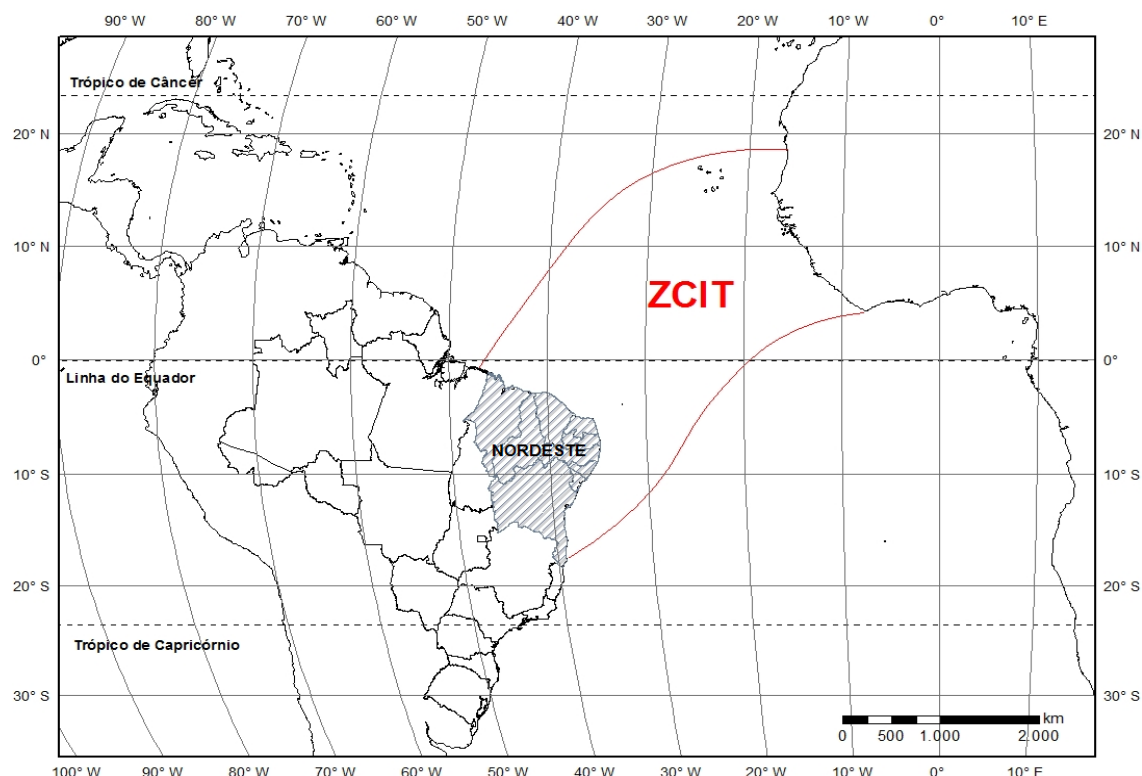 90° W 80° W 70° W 60° W 50° W 40° W 30° W 20° W 10° W 0° 10° E
Trópico de Câncer
20° N 20° N
10° N 10° N
ZCIT
0° 0°
Linha do Equador
NORDESTE
10° S 10° S
20° S 20° S
Trópico de Capricórnio
30° S 30° S
km
0 500 1.000 2.000
100° W 90° W 80° W 70° W 60° W 50° W 40° W 30° W 20° W 10° W 0° 10° E